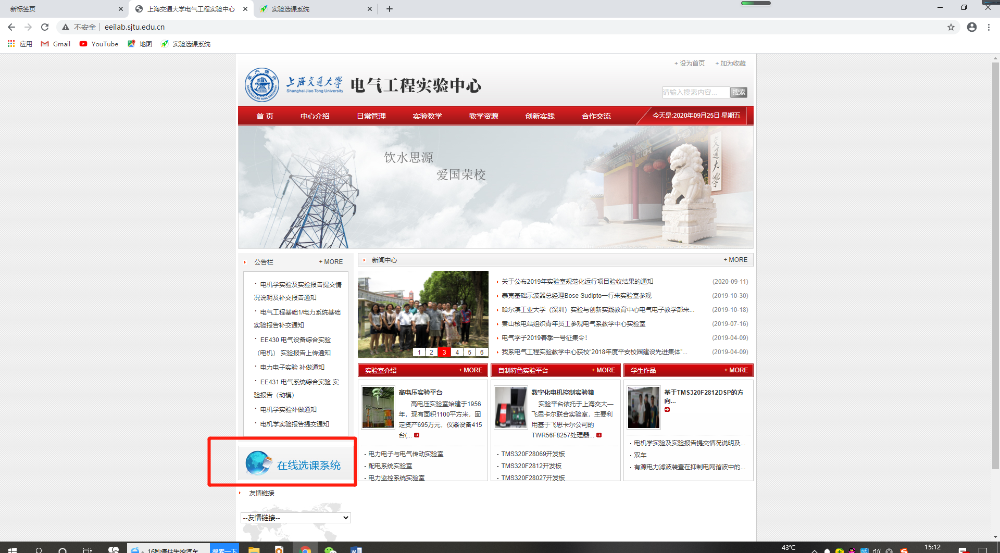 新标签页
上海交通大学电气工程实验中心
实验选课系统
不安全
eeilab.sjtu.edu.cn
应用
Gmail
YouTube
地图
实验选课系统
+ 设为首页
+ 加为收藏
上海交通大学
Shanghai Jiao Tong University
电气工程实验中心
请输入搜索内容...
搜索
首 页
中心介绍
日常管理
实验教学
教学资源
创新实践
合作交流
今天是:2020年09月25日 星期五
饮水思源
爱国荣校
交通大学
公告栏
+ MORE
电机学实验及实验报告提交情
况说明及补交报告通知
电气工程基础1/电力系统基础
实验报告补交通知
EE430 电气设备综合实验
（电机） 实验报告上传通知
电力电子实验 补做通知
EE431 电气系统综合实验 实
验报告（动模）
电机学实验补做通知
电机学实验报告提交通知
在线选课系统
友情链接
--友情链接--
新闻中心
+ MORE
1 2 3 4 5 6
关于公布2019年实验室规范化运行项目验收结果的通知 (2020-09-11)
泰克基础示波器总经理Bose Sudipto一行来实验室参观 (2019-10-30)
哈尔滨工业大学（深圳）实验与创新实践教育中心电气电子教学部来... (2019-10-18)
秦山核电站组织青年员工参观电气系教学中心实验室 (2019-07-16)
电气学子2019春季一号征集令！ (2019-04-09)
我系电气工程实验教学中心获校“2018年度平安校园建设先进集体”... (2019-04-09)
实验室介绍
+ MORE
高电压实验平台
高电压实验室始建于1956
年，现有面积1100平方米，固
定资产695万元，仪器设备415
台(...
电力电子与电气传动实验室
配电系统实验室
电力监控系统实验室
自制特色实验平台
+ MORE
数字化电机控制实验箱
实验平台依托于上海交大—
飞思卡尔联合实验室，主要利
用基于飞思卡尔公司的
TWR56F8257处理器...
TMS320F28069开发板
TMS320F2812开发板
TMS320F28027开发板
学生作品
+ MORE
基于TMS320F2812DSP的方
向...
电机学实验及实验报告提交情况说明及...
双车
有源电力滤波装置在抑制电网谐波中的...
16秒停住失控汽车
搜索一下
43℃
15:12